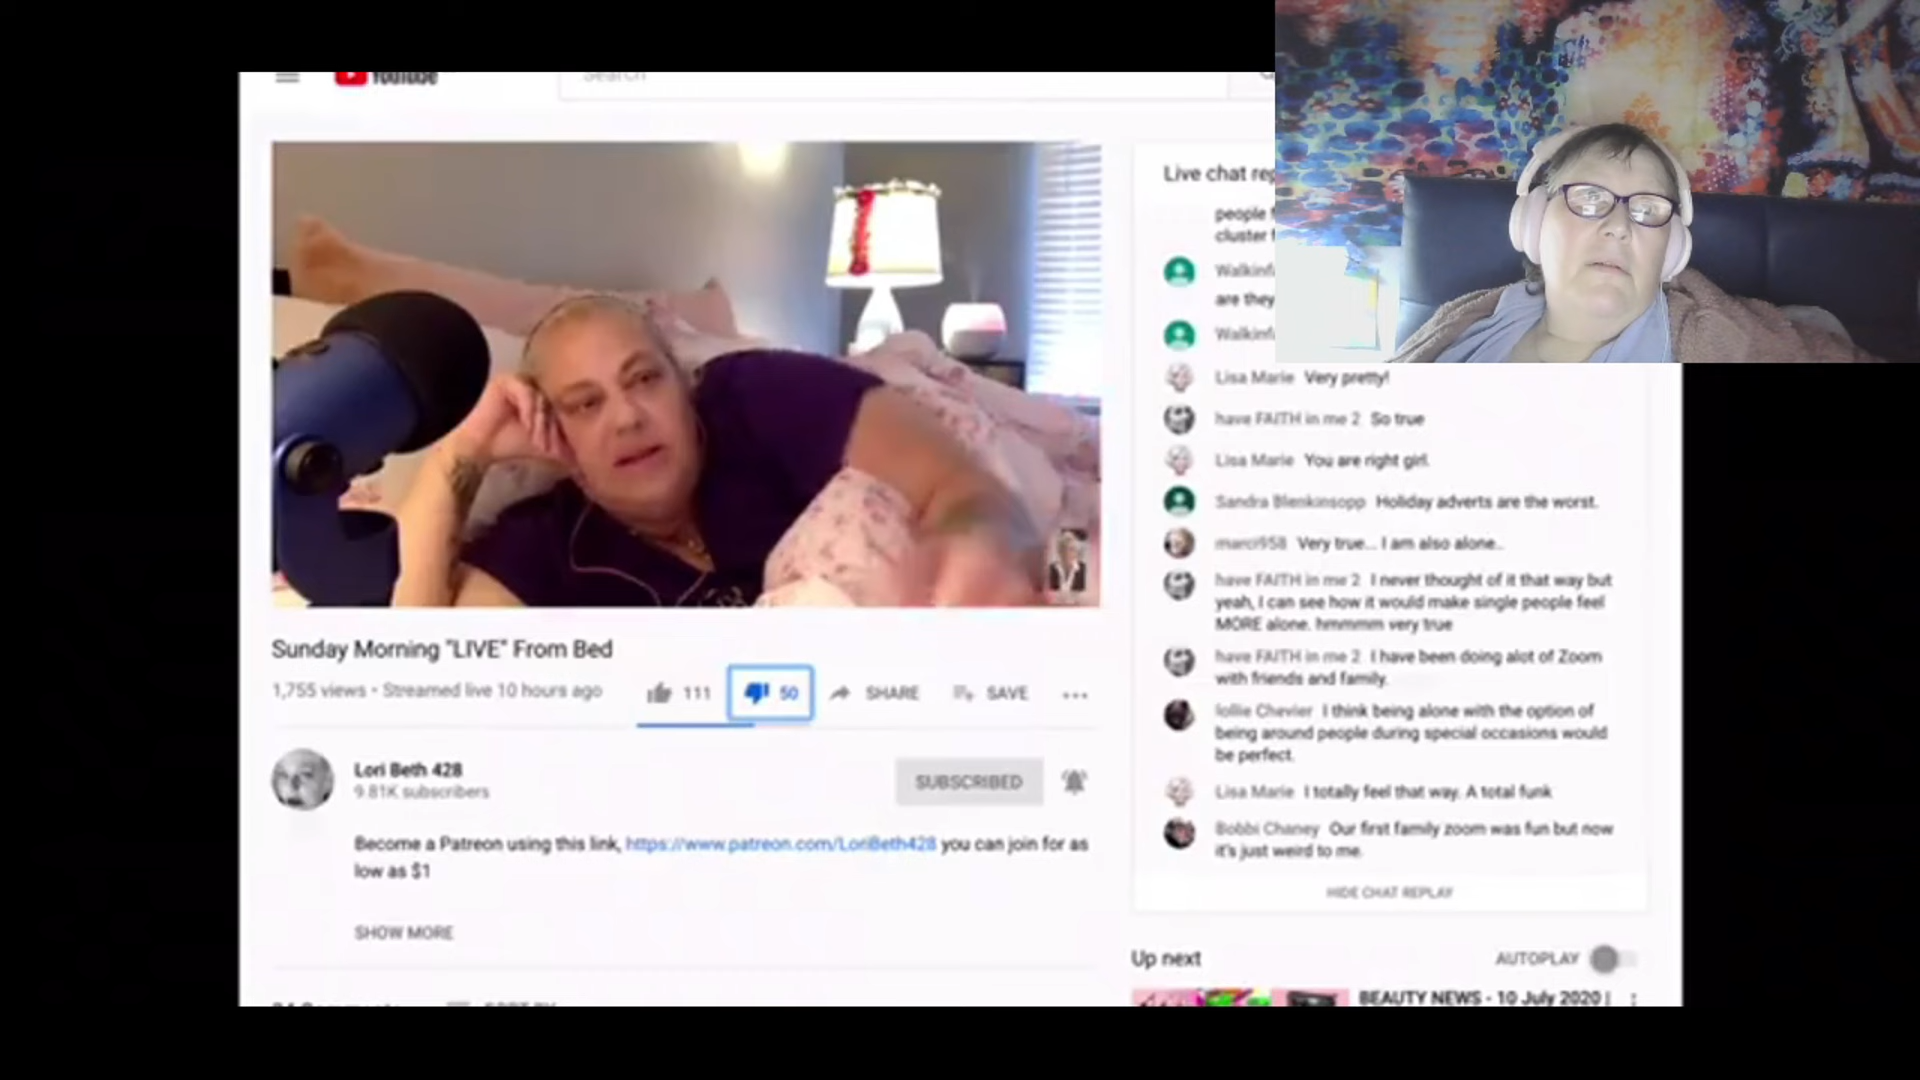 YouTube
Search
Sunday Morning "LIVE" From Bed
1,755 views • Streamed live 10 hours ago
111
50
SHARE
SAVE
Lori Beth 428
9.81K subscribers
SUBSCRIBED
Become a Patreon using this link, https://www.patreon.com/LoriBeth428 you can join for as
low as $1
SHOW MORE
Live chat rep
people
cluster
Walkinf
are they
Walkinf
Lisa Marie Very pretty!
have FAITH in me 2 So true
Lisa Marie You are right girl.
Sandra Blenkinsopp Holiday adverts are the worst.
marci958 Very true... I am also alone..
have FAITH in me 2 I never thought of it that way but
yeah, I can see how it would make single people feel
MORE alone. hmmmm very true
have FAITH in me 2 I have been doing alot of Zoom
with friends and family.
lollie Chevier I think being alone with the option of
being around people during special occasions would
be perfect.
Lisa Marie I totally feel that way. A total funk
Bobbi Chaney Our first family zoom was fun but now
it's just weird to me.
HIDE CHAT REPLAY
Up next
AUTOPLAY
BEAUTY NEWS - 10 July 2020 |